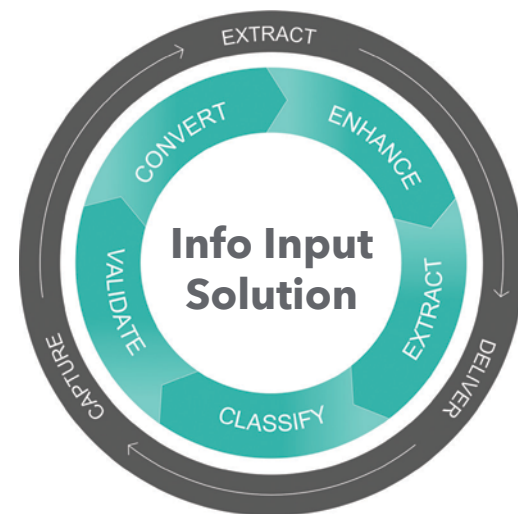 EXTRACT
CONVERT
ENHANCE
Info Input
Solution
VALIDATE
EXTRACT
CLASSIFY
CAPTURE
DELIVER